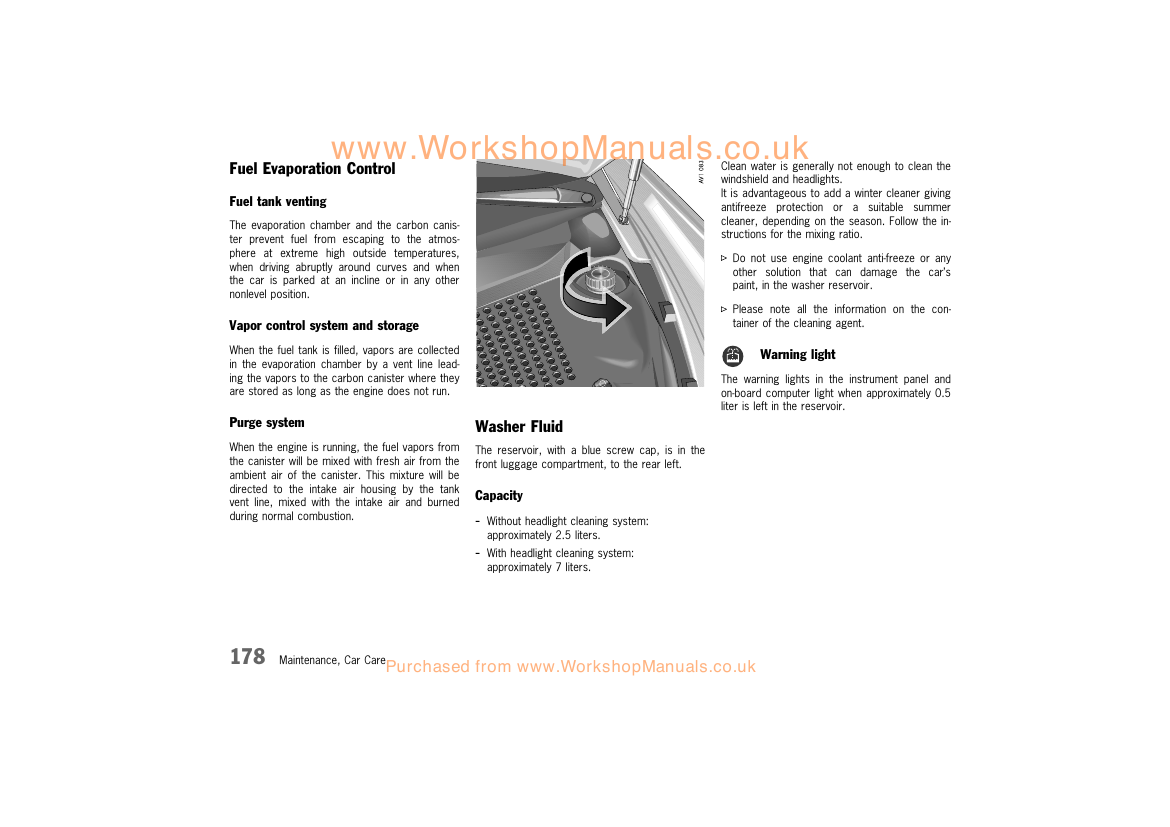 www.WorkshopManuals.co.uk
Fuel Evaporation Control
Fuel tank venting
The evaporation chamber and the carbon canis-
ter prevent fuel from escaping to the atmos-
phere at extreme high outside temperatures,
when driving abruptly around curves and when
the car is parked at an incline or in any other
nonlevel position.
Vapor control system and storage
When the fuel tank is filled, vapors are collected
in the evaporation chamber by a vent line lead-
ing the vapors to the carbon canister where they
are stored as long as the engine does not run.
Purge system
When the engine is running, the fuel vapors from
the canister will be mixed with fresh air from the
ambient air of the canister. This mixture will be
directed to the intake air housing by the tank
vent line, mixed with the intake air and burned
during normal combustion.
AV1 083
Washer Fluid
The reservoir, with a blue screw cap, is in the
front luggage compartment, to the rear left.
Capacity
- Without headlight cleaning system:
approximately 2.5 liters.
- With headlight cleaning system:
approximately 7 liters.
Clean water is generally not enough to clean the
windshield and headlights.
It is advantageous to add a winter cleaner giving
antifreeze protection or a suitable summer
cleaner, depending on the season. Follow the in-
structions for the mixing ratio.
▷ Do not use engine coolant anti-freeze or any
other solution that can damage the car's
paint, in the washer reservoir.
▷ Please note all the information on the con-
tainer of the cleaning agent.
Warning light
The warning lights in the instrument panel and
on-board computer light when approximately 0.5
liter is left in the reservoir.
178 Maintenance, Car Care
Purchased from www.WorkshopManuals.co.uk